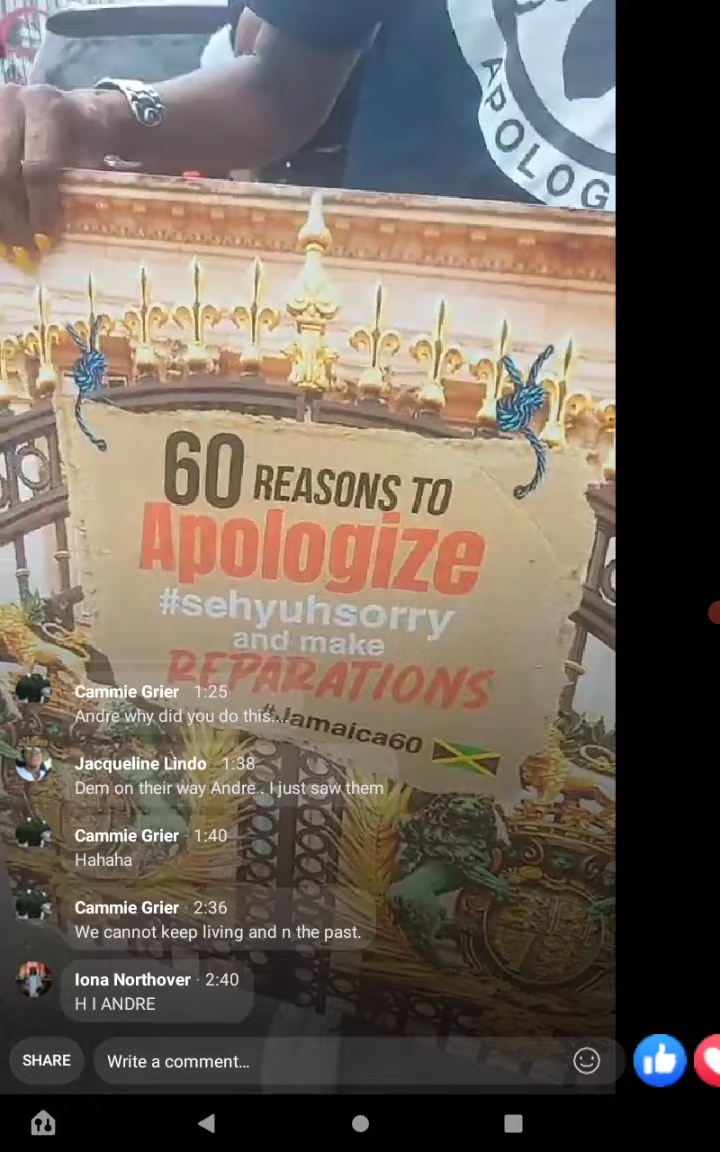 APOLOG
60 REASONS TO
Apologize
#sehyuhsorry
and make
REPARATIONS
#Jamaica60
Cammie Grier · 1:25
Andre why did you do this...
Jacqueline Lindo · 1:38
Dem on their way Andre . I just saw them
Cammie Grier · 1:40
Hahaha
Cammie Grier · 2:36
We cannot keep living and n the past.
Iona Northover · 2:40
H I ANDRE
SHARE
Write a comment...